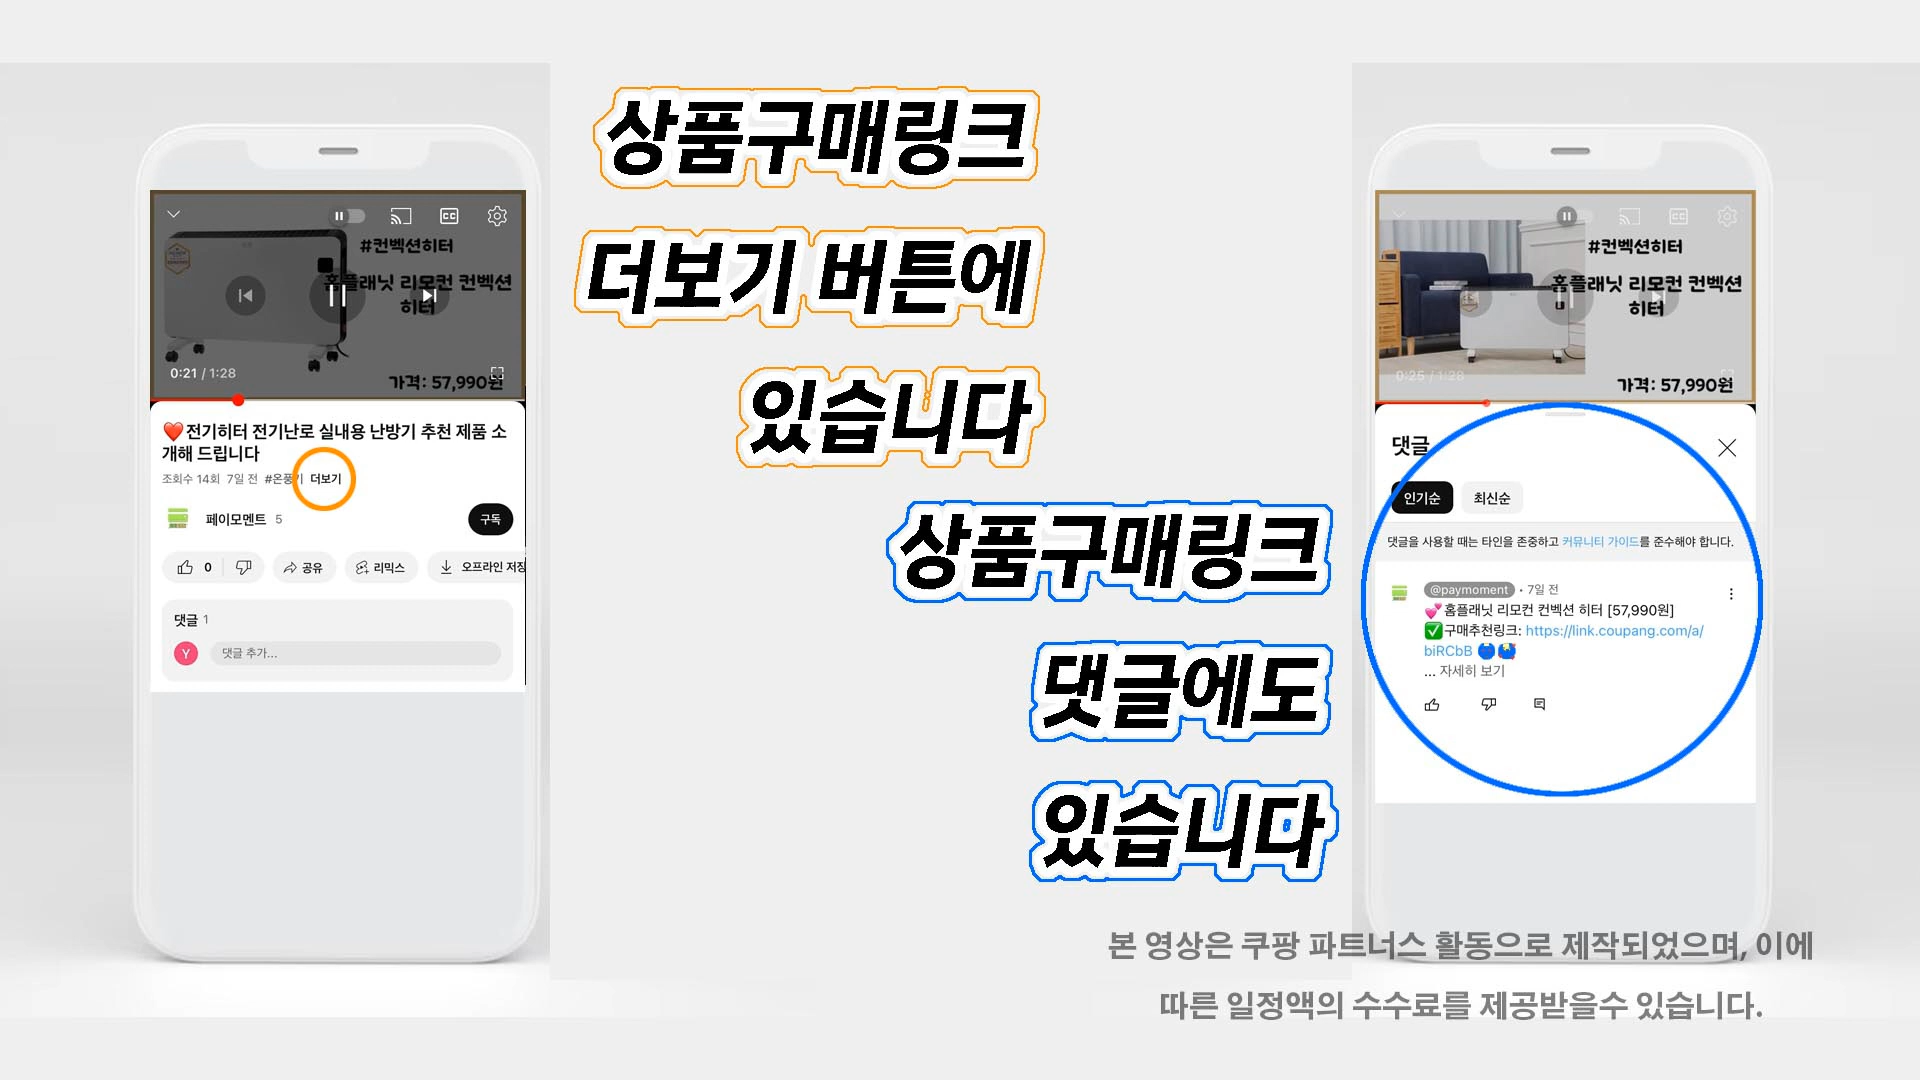 상품구매링크
더보기 버튼에
있습니다
상품구매링크
댓글에도
있습니다
#컨벡션히터
홈플래닛 리모컨 컨벡션
히터
0:21 / 1:28
가격: 57,990원
❤️전기히터 전기난로 실내용 난방기 추천 제품 소
개해 드립니다
조회수 14회 7일 전 #온풍기 더보기
페이모멘트 5
구독
0
공유
리믹스
오프라인 저장
댓글 1
Y
댓글 추가...
#컨벡션히터
홈플래닛 리모컨 컨벡션
히터
0:25 / 1:28
가격: 57,990원
댓글
인기순 최신순
댓글을 사용할 때는 타인을 존중하고 커뮤니티 가이드를 준수해야 합니다.
@paymoment • 7일 전
💕홈플래닛 리모컨 컨벡션 히터 [57,990원]
✅구매추천링크: https://link.coupang.com/a/
biRCbB
... 자세히 보기
본 영상은 쿠팡 파트너스 활동으로 제작되었으며, 이에
따른 일정액의 수수료를 제공받을수 있습니다.